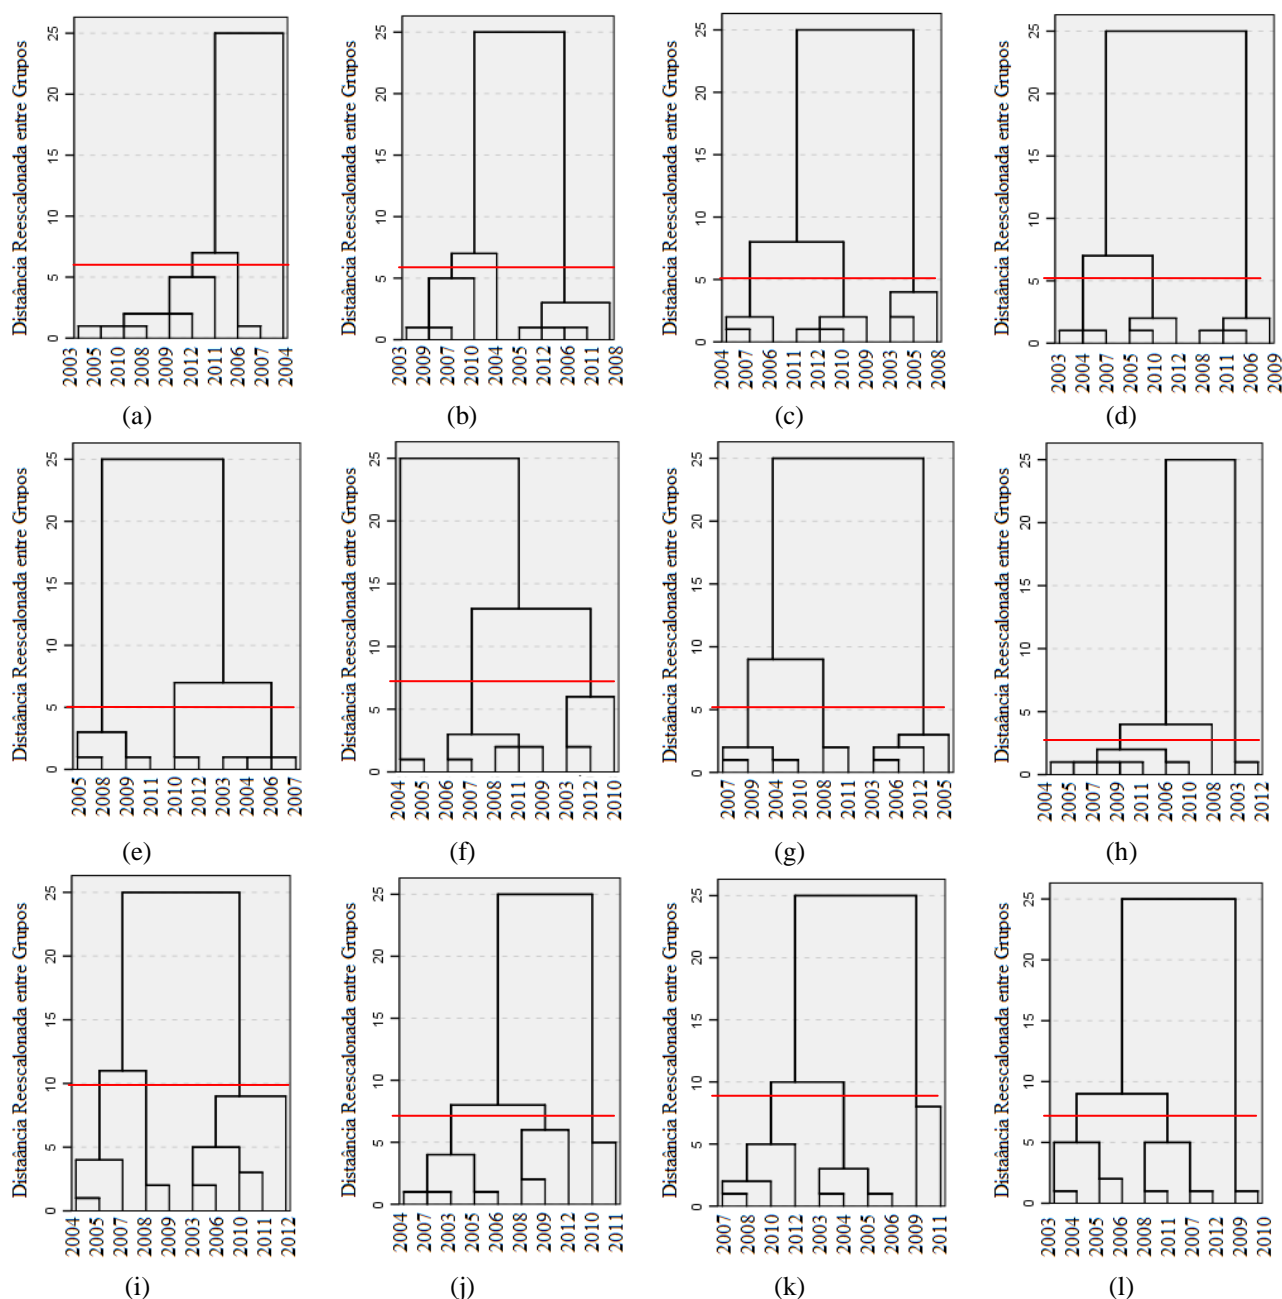 Distaância Reescalonada entre Grupos
0 5 10 15 20 25
2003 2005 2010 2008 2009 2012 2011 2006 2007 2004
(a)
Distaância Reescalonada entre Grupos
0 5 10 15 20 25
2003 2009 2007 2010 2004 2005 2012 2006 2011 2008
(b)
Distaância Reescalonada entre Grupos
0 5 10 15 20 25
2004 2007 2006 2011 2012 2010 2009 2003 2005 2008
(c)
Distaância Reescalonada entre Grupos
0 5 10 15 20 25
2003 2004 2007 2005 2010 2012 2008 2011 2006 2009
(d)
Distaância Reescalonada entre Grupos
0 5 10 15 20 25
2005 2008 2009 2011 2010 2012 2003 2004 2006 2007
(e)
Distaância Reescalonada entre Grupos
0 5 10 15 20 25
2004 2005 2006 2007 2008 2011 2009 2003 2012 2010
(f)
Distaância Reescalonada entre Grupos
0 5 10 15 20 25
2007 2009 2004 2010 2008 2011 2003 2006 2012 2005
(g)
Distaância Reescalonada entre Grupos
0 5 10 15 20 25
2004 2005 2007 2009 2011 2006 2010 2008 2003 2012
(h)
Distaância Reescalonada entre Grupos
0 5 10 15 20 25
2004 2005 2007 2008 2009 2003 2006 2010 2011 2012
(i)
Distaância Reescalonada entre Grupos
0 5 10 15 20 25
2004 2007 2003 2005 2006 2008 2009 2012 2010 2011
(j)
Distaância Reescalonada entre Grupos
0 5 10 15 20 25
2007 2008 2010 2012 2003 2004 2005 2006 2009 2011
(k)
Distaância Reescalonada entre Grupos
0 5 10 15 20 25
2003 2004 2005 2006 2008 2011 2007 2012 2009 2010
(l)